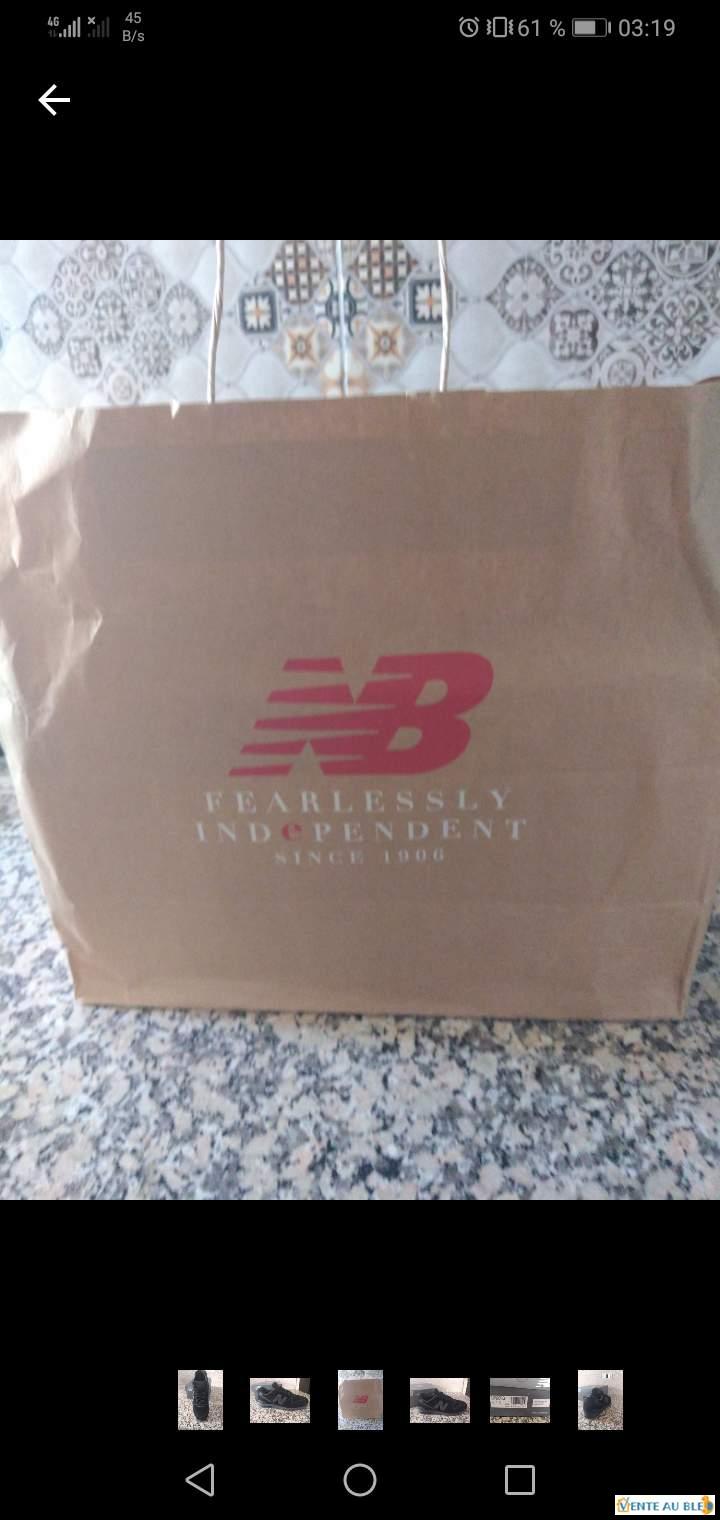 4G
45
B/s
61 %
03:19
NB
FEARLESSLY
INDePENDENT
SINCE 1906
VENTE AU BLED